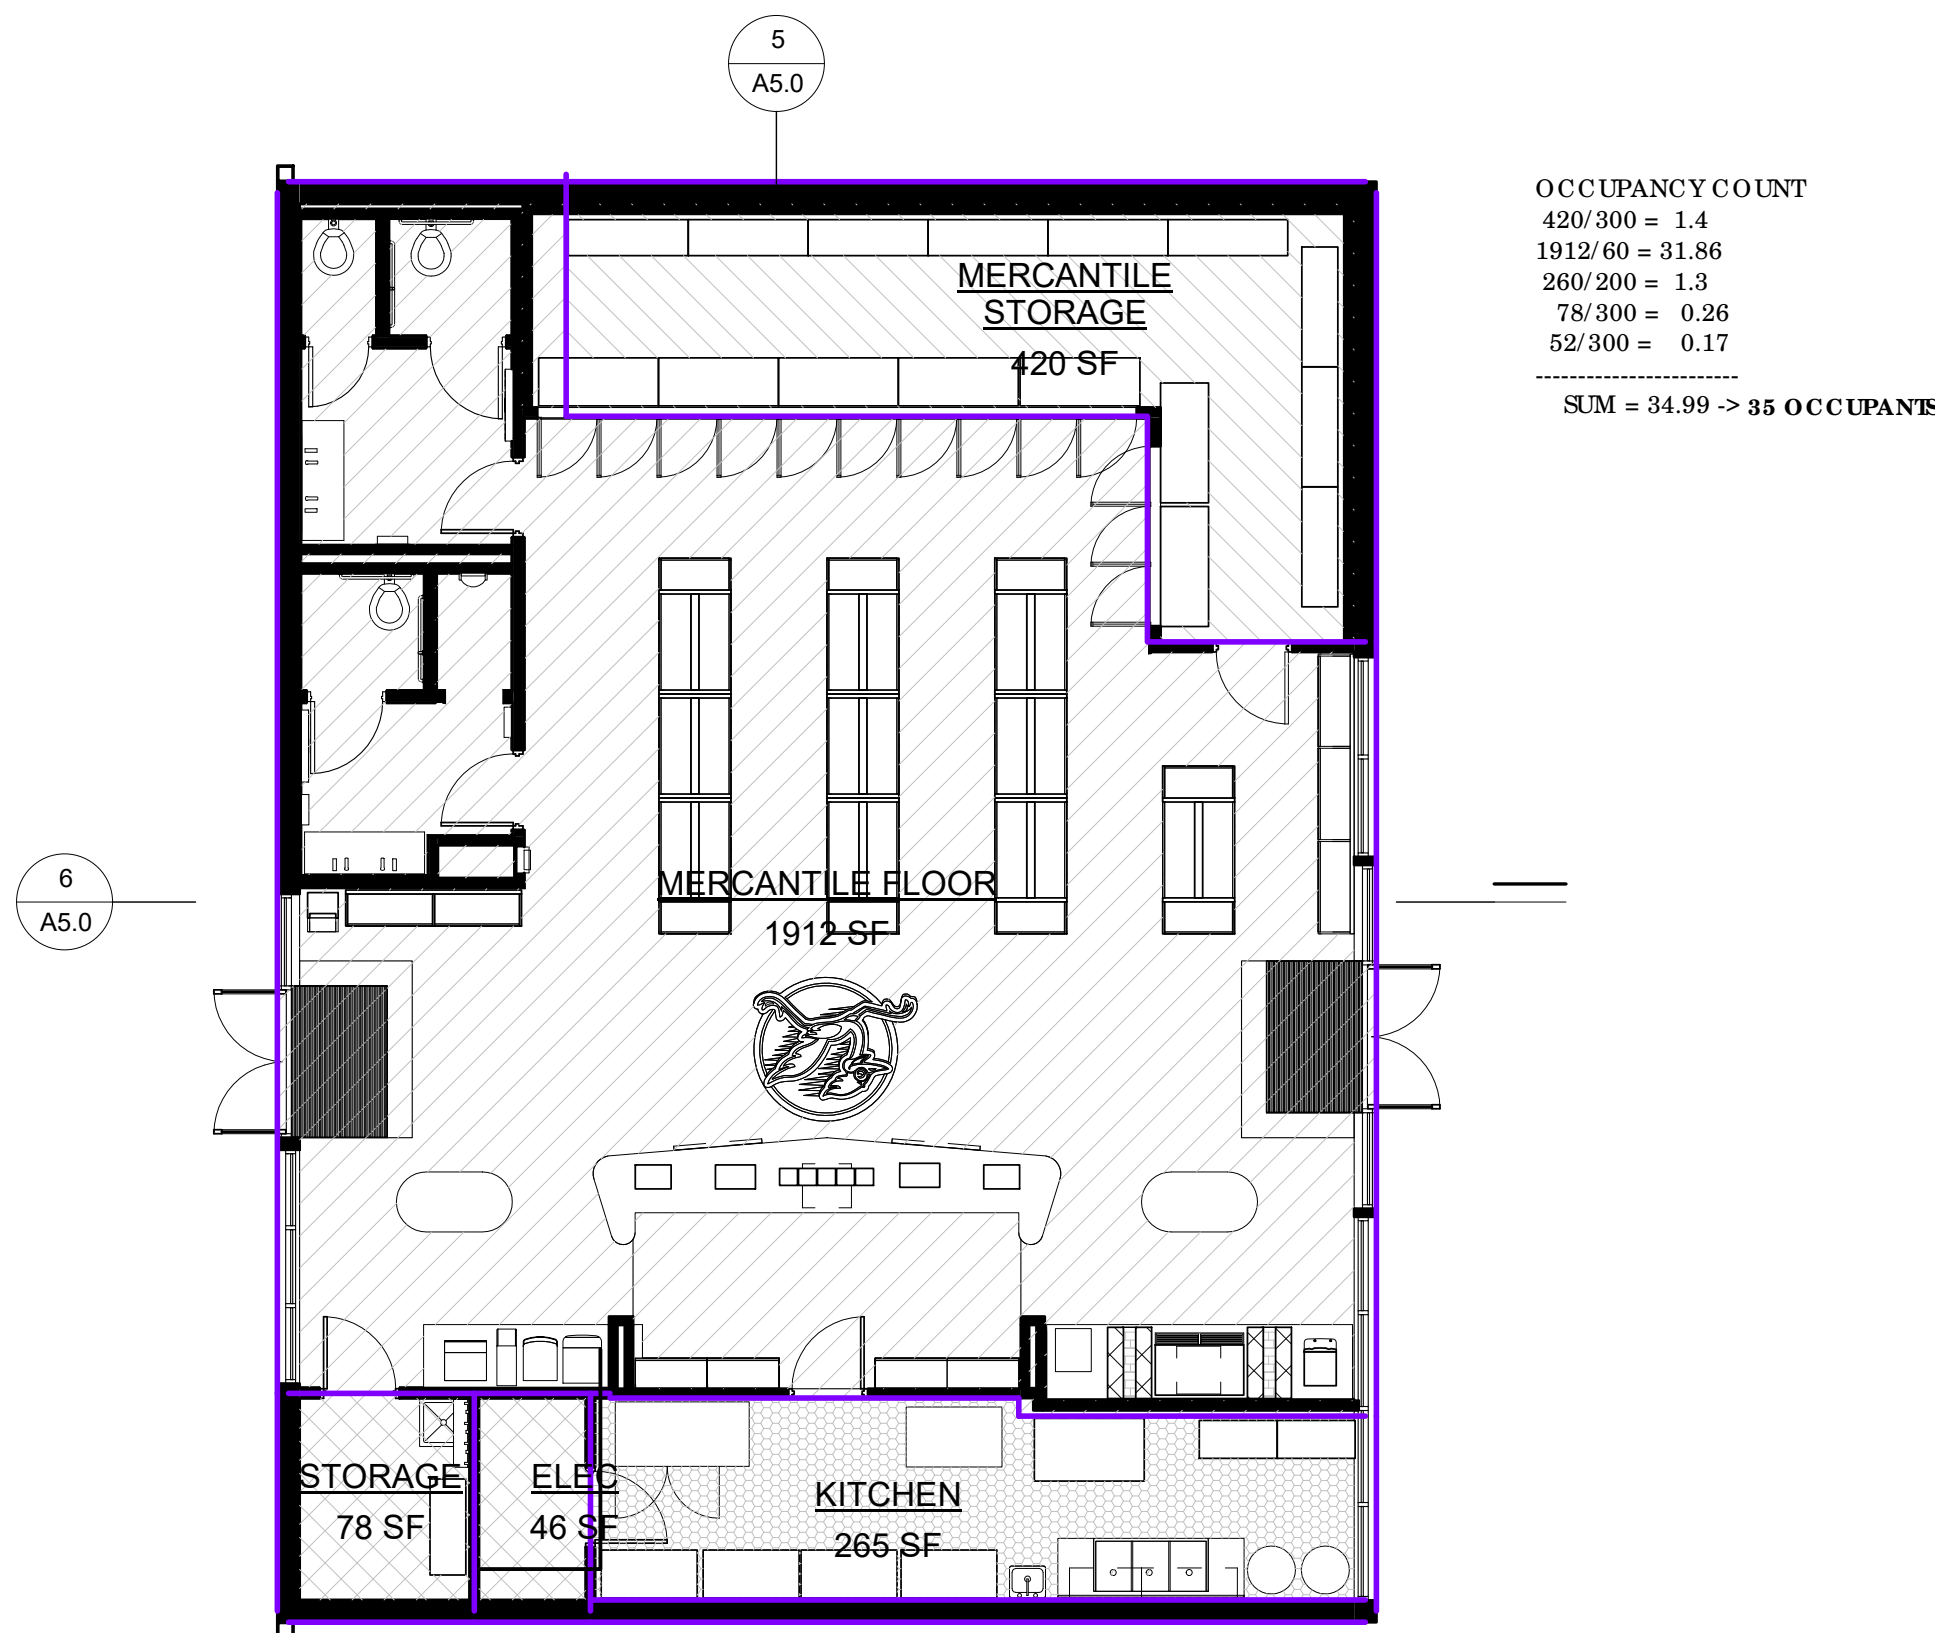 5
A5.0
OCCUPANCY COUNT
420/300 = 1.4
1912/60 = 31.86
260/200 = 1.3
78/300 = 0.26
52/300 = 0.17
------------------------
SUM = 34.99 -> 35 OCCUPANTS
MERCANTILE
STORAGE
420 SF
6
A5.0
MERCANTILE FLOOR
1912 SF
STORAGE
78 SF
ELEC
46 SF
KITCHEN
265 SF